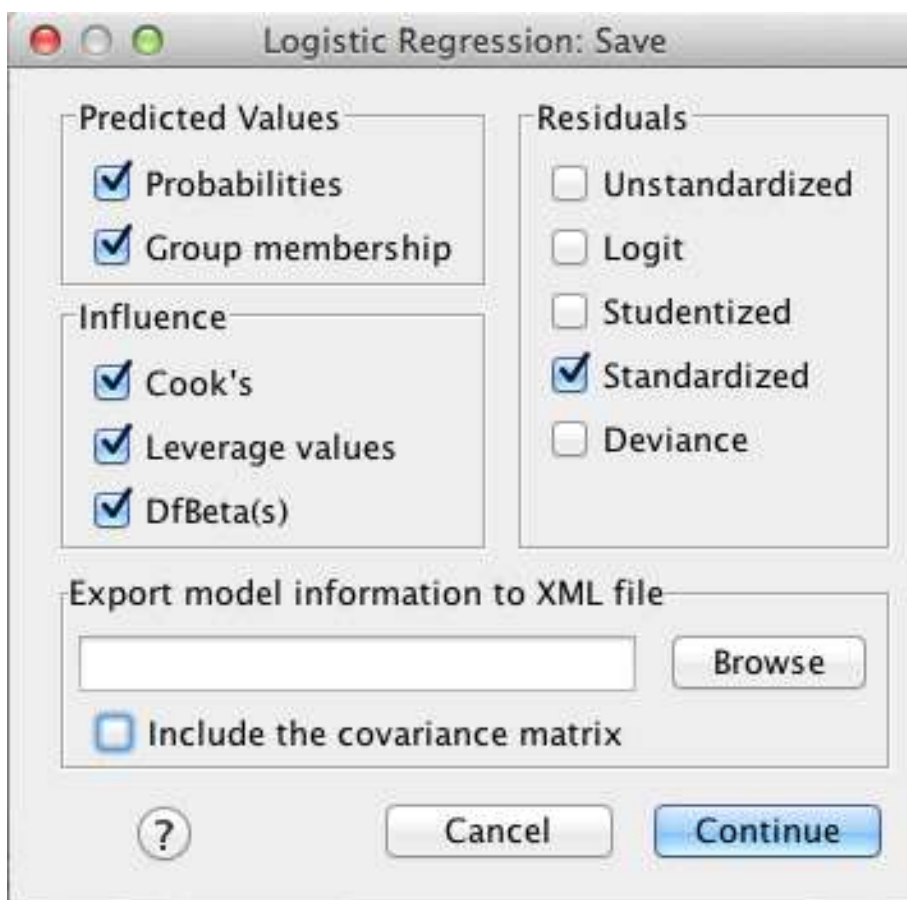 Logistic Regression: Save
Predicted Values
Probabilities
Group membership
Influence
Cook's
Leverage values
DfBeta(s)
Residuals
Unstandardized
Logit
Studentized
Standardized
Deviance
Export model information to XML file
Browse
Include the covariance matrix
?
Cancel
Continue